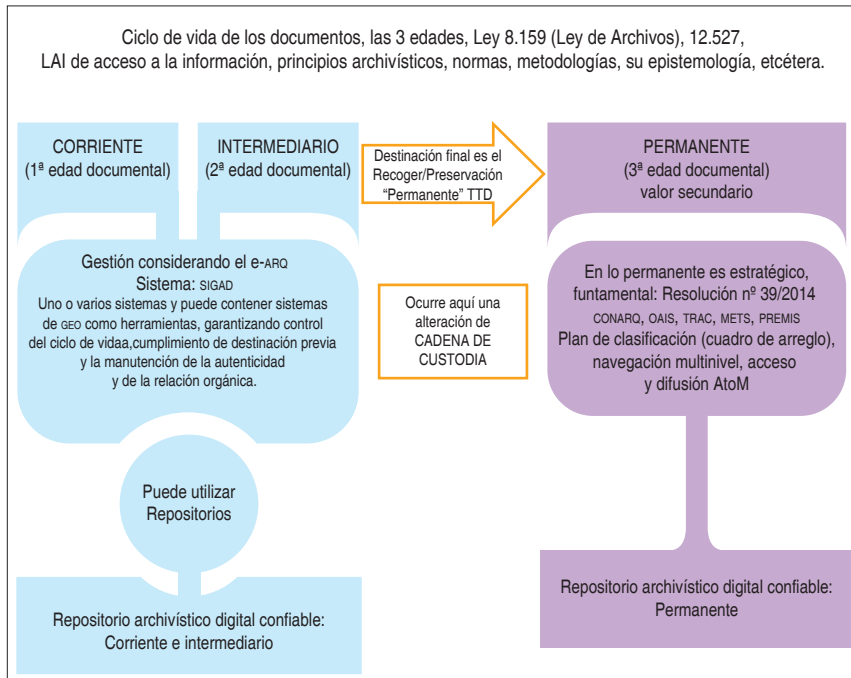 Ciclo de vida de los documentos, las 3 edades, Ley 8.159 (Ley de Archivos), 12.527,
LAI de acceso a la información, principios archivísticos, normas, metodologías, su epistemología, etcétera.
CORRIENTE
(1ª edad documental)
INTERMEDIARIO
(2ª edad documental)
Destinación final es el
Recoger/Preservación
“Permanente” TTD
PERMANENTE
(3ª edad documental)
valor secundario
Gestión considerando el e-ARQ
Sistema: SIGAD
Uno o varios sistemas y puede contener sistemas
de GEO como herramientas, garantizando control
del ciclo de vidaa,cumplimiento de destinación previa
y la manutención de la autenticidad
y de la relación orgánica.
Ocurre aquí una
alteración de
CADENA DE
CUSTODIA
En lo permanente es estratégico,
funtamental: Resolución nº 39/2014
CONARQ, OAIS, TRAC, METS, PREMIS
Plan de clasificación (cuadro de arreglo),
navegación multinivel, acceso
y difusión AtoM
Puede utilizar
Repositorios
Repositorio archivístico digital confiable:
Corriente e intermediario
Repositorio archivístico digital confiable:
Permanente